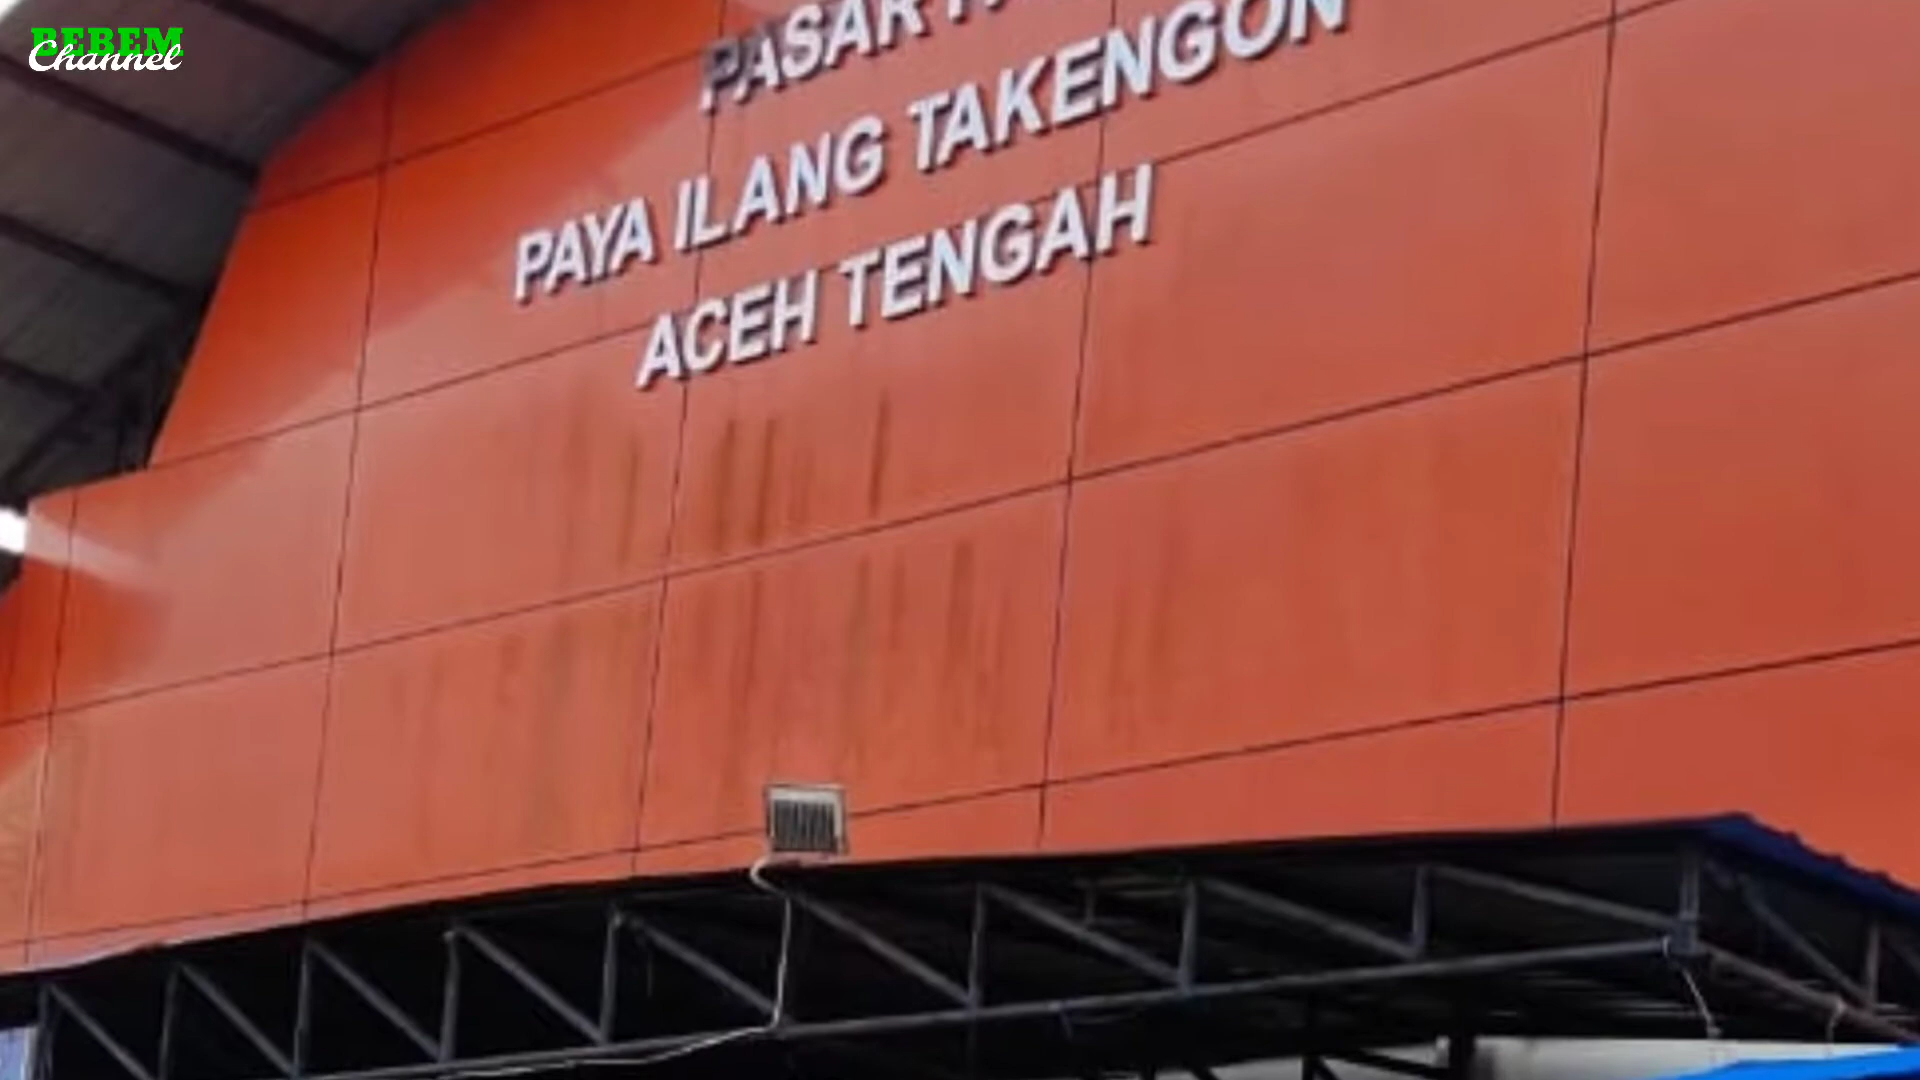 BEBEM
Channel
PASAR
PAYA ILANG TAKENGON
ACEH TENGAH